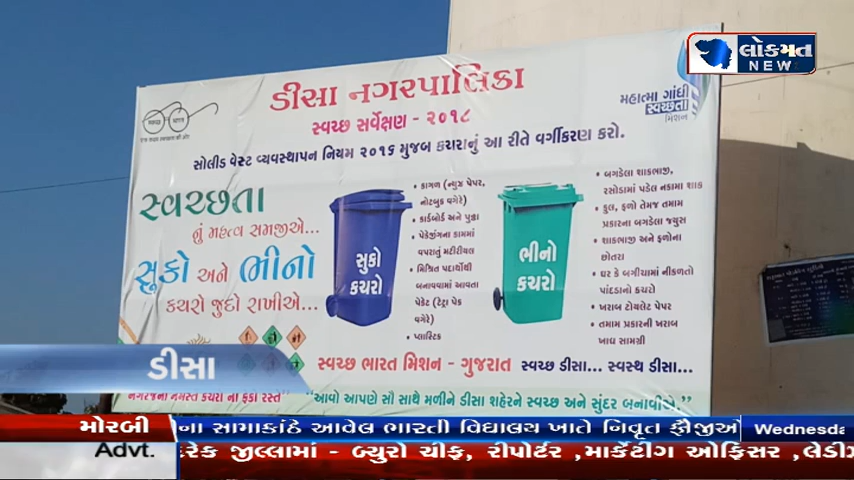 લોકમત
NEWS
ડીસા નગરપાલિકા
સ્વચ્છ સર્વેક્ષણ - ૨૦૧૮
મહાત્મા ગાંધી
સ્વચ્છતા
મિશન
સોલીડ વેસ્ટ વ્યવસ્થાપન નિયમ ૨૦૧૬ મુજબ કચરાનું આ રીતે વર્ગીકરણ કરો.
સ્વચ્છતા
નું મહત્વ સમજીએ...
સુકો અને ભીનો
કચરો જુદો રાખીએ...
સુકો
કચરો
• કાગળ (ન્યુઝ પેપર,
નોટબુક વગેરે)
• કાર્ડબોર્ડ અને પુઠ્ઠા
• પેકેજીંગના કામમાં
વપરાતું મટીરીયલ
• મિશ્રિત પદાર્થોથી
બનાવવામાં આવતા
પેકેટ (ટ્રેટ્રા પેક
વગેરે)
• પ્લાસ્ટિક
ભીનો
કચરો
• બગડેલા શાકભાજી,
રસોડામાં પડેલ નકામા શાક
• ફુલ, ફળો તેમજ તમામ
પ્રકારના બગડેલા જ્યુસ
• શાકભાજી અને ફળોના
છોતરા
• ઘર કે બગીચામાં નીકળતો
પાંદડાનો કચરો
• ખરાબ ટોયલેટ પેપર
• તમામ પ્રકારની ખરાબ
ખાદ્ય સામગ્રી
સ્વચ્છ ભારત મિશન - ગુજરાત સ્વચ્છ ડીસા... સ્વસ્થ ડીસા...
"આવો આપણે સૌ સાથે મળીને ડીસા શહેરને સ્વચ્છ અને સુંદર બનાવીએ."
ડીસા
મોરબી
ના સામાકાંઠે આવેલ ભારતી વિદ્યાલય ખાતે નિવૃત ફૌજીએ
Wednesda
Advt.
દરેક જીલ્લામાં - બ્યુરો ચીફ, રીપોર્ટર ,માર્કેટીંગ ઓફિસર ,લેડીઝ